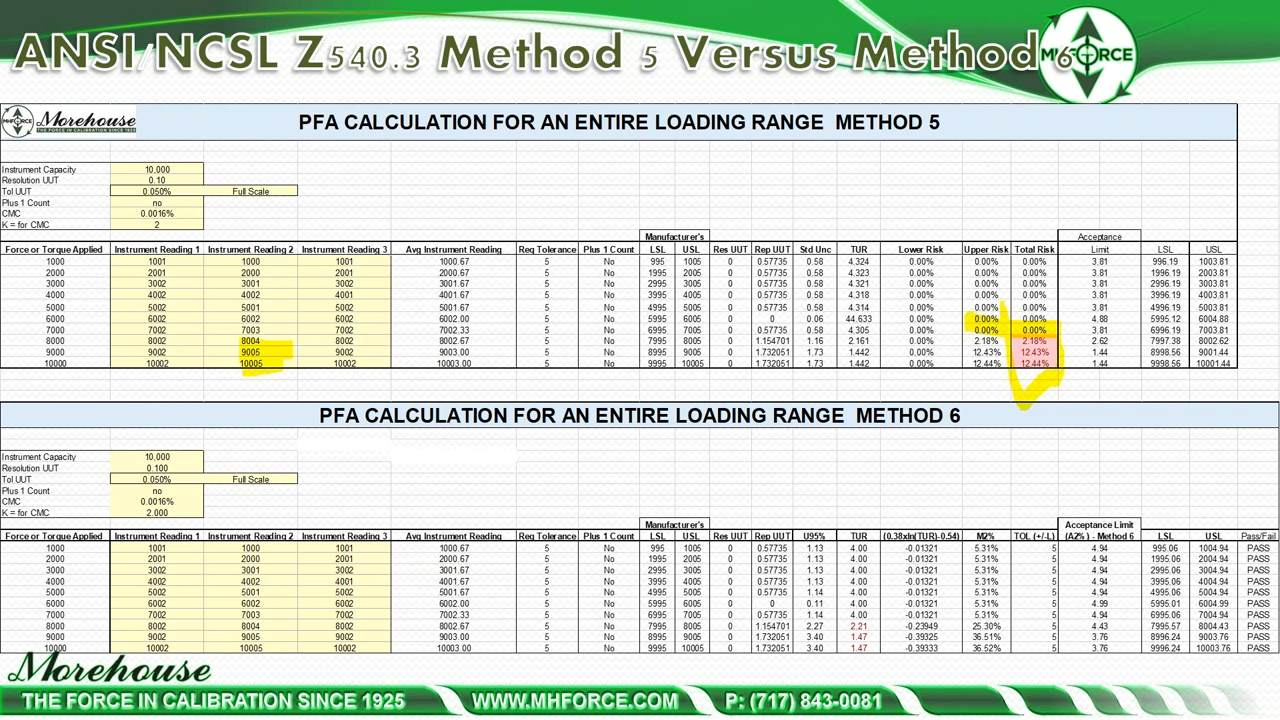 ANSI/NCSL Z540.3 Method 5 Versus Method 6
MHFORCE
MHFORCE Morehouse
THE FORCE IN CALIBRATION SINCE 1925
PFA CALCULATION FOR AN ENTIRE LOADING RANGE METHOD 5
Instrument Capacity 10,000
Resolution UUT 0.10
Tol UUT 0.050% Full Scale
Plus 1 Count no
CMC 0.0016%
K = for CMC 2
Manufacturer's Acceptance
Force or Torque Applied Instrument Reading 1 Instrument Reading 2 Instrument Reading 3 Avg Instrument Reading Req Tolerance Plus 1 Count LSL USL Res UUT Rep UUT Std Unc TUR Lower Risk Upper Risk Total Risk Limit LSL USL
1000 1001 1000 1001 1000.67 5 No 995 1005 0 0.57735 0.58 4.324 0.00% 0.00% 0.00% 3.81 996.19 1003.81
2000 2001 2000 2001 2000.67 5 No 1995 2005 0 0.57735 0.58 4.323 0.00% 0.00% 0.00% 3.81 1996.19 2003.81
3000 3002 3001 3002 3001.67 5 No 2995 3005 0 0.57735 0.58 4.321 0.00% 0.00% 0.00% 3.81 2996.19 3003.81
4000 4002 4002 4001 4001.67 5 No 3995 4005 0 0.57735 0.58 4.318 0.00% 0.00% 0.00% 3.81 3996.19 4003.81
5000 5002 5001 5002 5001.67 5 No 4995 5005 0 0.57735 0.58 4.314 0.00% 0.00% 0.00% 3.81 4996.19 5003.81
6000 6002 6002 6002 6002.00 5 No 5995 6005 0 0 0.06 44.633 0.00% 0.00% 0.00% 4.88 5995.12 6004.88
7000 7002 7003 7002 7002.33 5 No 6995 7005 0 0.57735 0.58 4.305 0.00% 0.00% 0.00% 3.81 6996.19 7003.81
8000 8002 8004 8002 8002.67 5 No 7995 8005 0 1.154701 1.16 2.161 0.00% 2.18% 2.18% 2.62 7997.38 8002.62
9000 9002 9005 9002 9003.00 5 No 8995 9005 0 1.732051 1.73 1.442 0.00% 12.43% 12.43% 1.44 8998.56 9001.44
10000 10002 10005 10002 10003.00 5 No 9995 10005 0 1.732051 1.73 1.442 0.00% 12.44% 12.44% 1.44 9998.56 10001.44
PFA CALCULATION FOR AN ENTIRE LOADING RANGE METHOD 6
Instrument Capacity 10,000
Resolution UUT 0.100
Tol UUT 0.050% Full Scale
Plus 1 Count no
CMC 0.0016%
K = for CMC 2.000
Manufacturer's Acceptance Limit
Force or Torque Applied Instrument Reading 1 Instrument Reading 2 Instrument Reading 3 Avg Instrument Reading Req Tolerance Plus 1 Count LSL USL Res UUT Rep UUT U95% TUR (0.38xln(TUR)-0.54) M2% TOL (+/-L) (A2%) - Method 6 LSL USL Pass/Fail
1000 1001 1000 1001 1000.67 5 No 995 1005 0 0.57735 1.13 4.00 -0.01321 5.31% 5 4.94 995.06 1004.94 PASS
2000 2001 2000 2001 2000.67 5 No 1995 2005 0 0.57735 1.13 4.00 -0.01321 5.31% 5 4.94 1995.06 2004.94 PASS
3000 3002 3001 3002 3001.67 5 No 2995 3005 0 0.57735 1.13 4.00 -0.01321 5.31% 5 4.94 2995.06 3004.94 PASS
4000 4002 4002 4001 4001.67 5 No 3995 4005 0 0.57735 1.13 4.00 -0.01321 5.31% 5 4.94 3995.06 4004.94 PASS
5000 5002 5001 5002 5001.67 5 No 4995 5005 0 0.57735 1.14 4.00 -0.01321 5.31% 5 4.94 4995.06 5004.94 PASS
6000 6002 6002 6002 6002.00 5 No 5995 6005 0 0 0.11 4.00 -0.01321 5.31% 5 4.99 5995.01 6004.99 PASS
7000 7002 7003 7002 7002.33 5 No 6995 7005 0 0.57735 1.14 4.00 -0.01321 5.31% 5 4.94 6995.06 7004.94 PASS
8000 8002 8004 8002 8002.67 5 No 7995 8005 0 1.154701 2.27 2.21 -0.23949 25.30% 5 4.43 7995.57 8004.43 PASS
9000 9002 9005 9002 9003.00 5 No 8995 9005 0 1.732051 3.40 1.47 -0.39325 36.51% 5 3.76 8996.24 9003.76 PASS
10000 10002 10005 10002 10003.00 5 No 9995 10005 0 1.732051 3.40 1.47 -0.39333 36.52% 5 3.76 9996.24 10003.76 PASS
Morehouse
THE FORCE IN CALIBRATION SINCE 1925 WWW.MHFORCE.COM P: (717) 843-0081